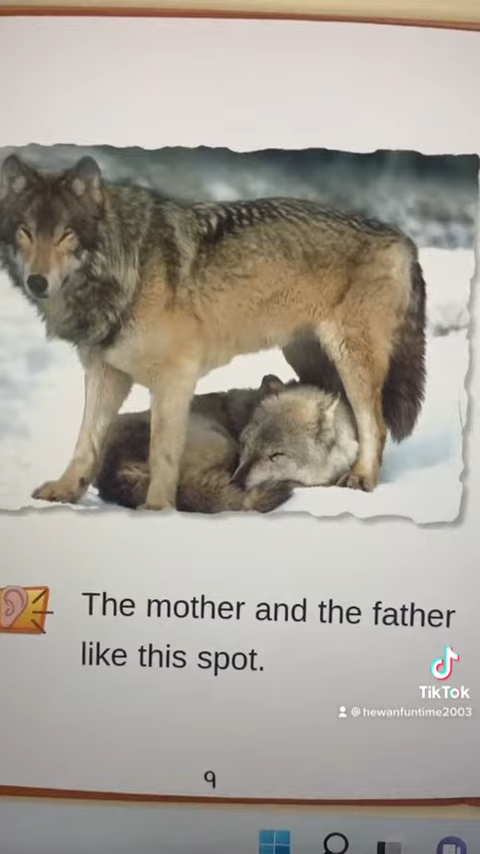 The mother and the father
like this spot.
TikTok
@hewanfuntime2003
9